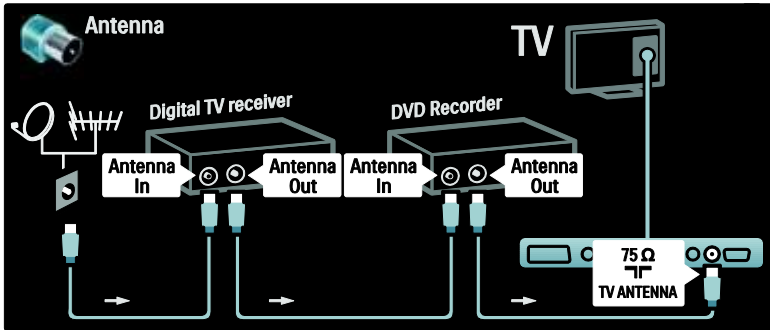 Antenna
TV
Digital TV receiver
DVD Recorder
Antenna
In
Antenna
Out
Antenna
In
Antenna
Out
75 Ω
TV ANTENNA